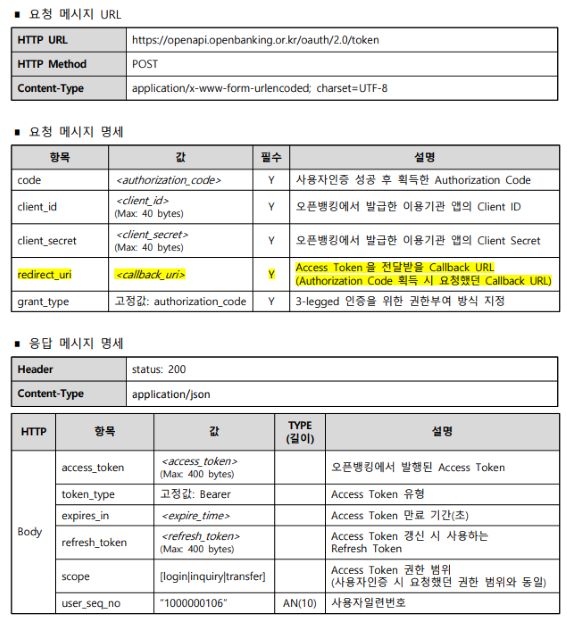 ■ 요청 메시지 URL
HTTP URL https://openapi.openbanking.or.kr/oauth/2.0/token
HTTP Method POST
Content-Type application/x-www-form-urlencoded; charset=UTF-8
■ 요청 메시지 명세
항목 값 필수 설명
code <authorization_code> Y 사용자인증 성공 후 획득한 Authorization Code
client_id <client_id> (Max: 40 bytes) Y 오픈뱅킹에서 발급한 이용기관 앱의 Client ID
client_secret <client_secret> (Max: 40 bytes) Y 오픈뱅킹에서 발급한 이용기관 앱의 Client Secret
redirect_uri <callback_uri> Y Access Token 을 전달받을 Callback URL
(Authorization Code 획득 시 요청했던 Callback URL)
grant_type 고정값: authorization_code Y 3-legged 인증을 위한 권한부여 방식 지정
■ 응답 메시지 명세
Header status: 200
Content-Type application/json
HTTP 항목 값 TYPE (길이) 설명
Body
access_token <access_token> (Max: 400 bytes) 오픈뱅킹에서 발행된 Access Token
token_type 고정값: Bearer Access Token 유형
expires_in <expire_time> Access Token 만료 기간(초)
refresh_token <refresh_token> (Max: 400 bytes) Access Token 갱신 시 사용하는
Refresh Token
scope [login|inquiry|transfer] Access Token 권한 범위
(사용자인증 시 요청했던 권한 범위와 동일)
user_seq_no "1000000106" AN(10) 사용자일련번호